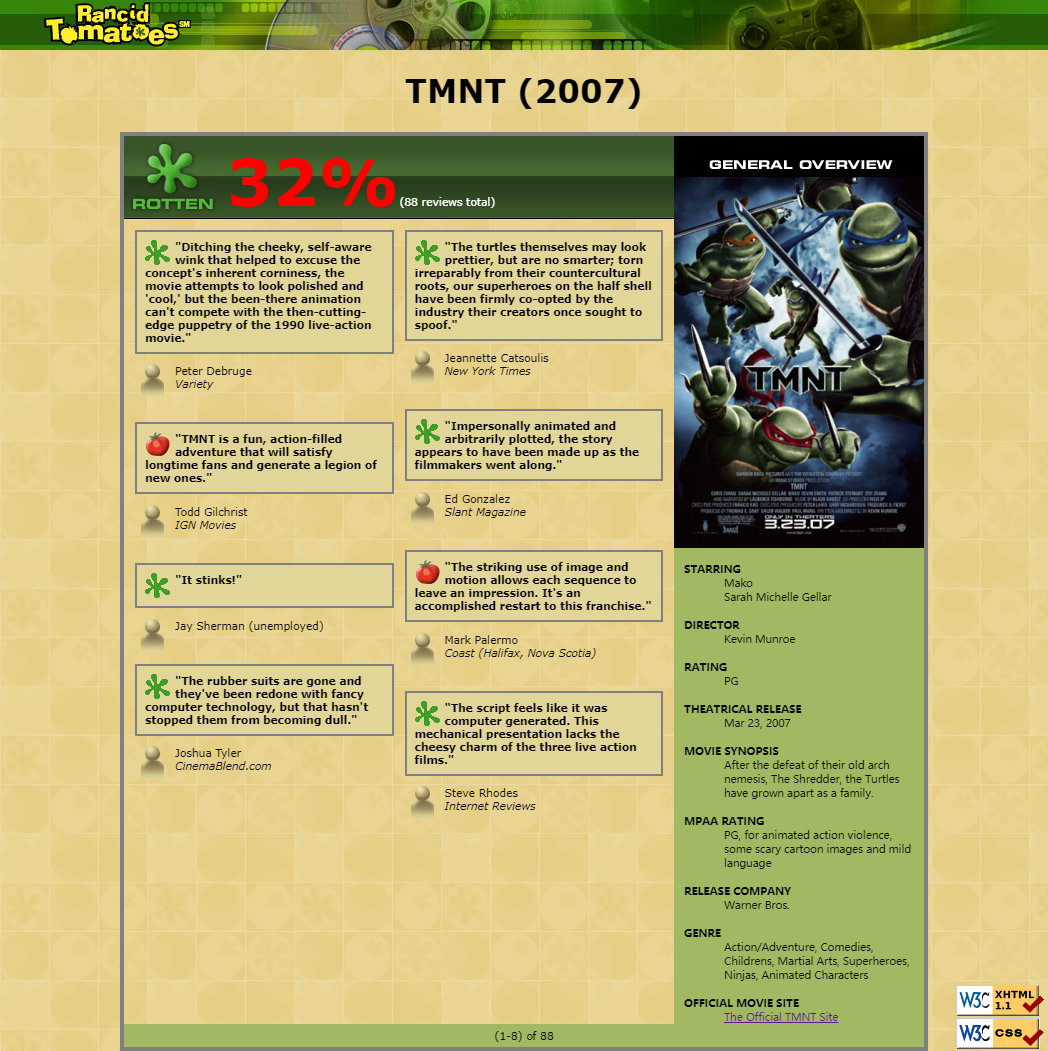 Rancid
Tomatoes SM
TMNT (2007)
ROTTEN
32%
(88 reviews total)
"Ditching the cheeky, self-aware
wink that helped to excuse the
concept's inherent corniness, the
movie attempts to look polished and
'cool,' but the been-there animation
can't compete with the then-cutting-
edge puppetry of the 1990 live-action
movie."
Peter Debruge
Variety
"TMNT is a fun, action-filled
adventure that will satisfy
longtime fans and generate a legion of
new ones."
Todd Gilchrist
IGN Movies
"It stinks!"
Jay Sherman (unemployed)
"The rubber suits are gone and
they've been redone with fancy
computer technology, but that hasn't
stopped them from becoming dull."
Joshua Tyler
CinemaBlend.com
"The turtles themselves may look
prettier, but are no smarter; torn
irreparably from their countercultural
roots, our superheroes on the half shell
have been firmly co-opted by the
industry their creators once sought to
spoof."
Jeannette Catsoulis
New York Times
"Impersonally animated and
arbitrarily plotted, the story
appears to have been made up as the
filmmakers went along."
Ed Gonzalez
Slant Magazine
"The striking use of image and
motion allows each sequence to
leave an impression. It's an
accomplished restart to this franchise."
Mark Palermo
Coast (Halifax, Nova Scotia)
"The script feels like it was
computer generated. This
mechanical presentation lacks the
cheesy charm of the three live action
films."
Steve Rhodes
Internet Reviews
GENERAL OVERVIEW
TMNT
TMNT
ONLY IN THEATERS
3.23.07
STARRING
Mako
Sarah Michelle Gellar
DIRECTOR
Kevin Munroe
RATING
PG
THEATRICAL RELEASE
Mar 23, 2007
MOVIE SYNOPSIS
After the defeat of their old arch
nemesis, The Shredder, the Turtles
have grown apart as a family.
MPAA RATING
PG, for animated action violence,
some scary cartoon images and mild
language
RELEASE COMPANY
Warner Bros.
GENRE
Action/Adventure, Comedies,
Childrens, Martial Arts, Superheroes,
Ninjas, Animated Characters
OFFICIAL MOVIE SITE
The Official TMNT Site
(1-8) of 88
W3C XHTML
1.1
W3C CSS